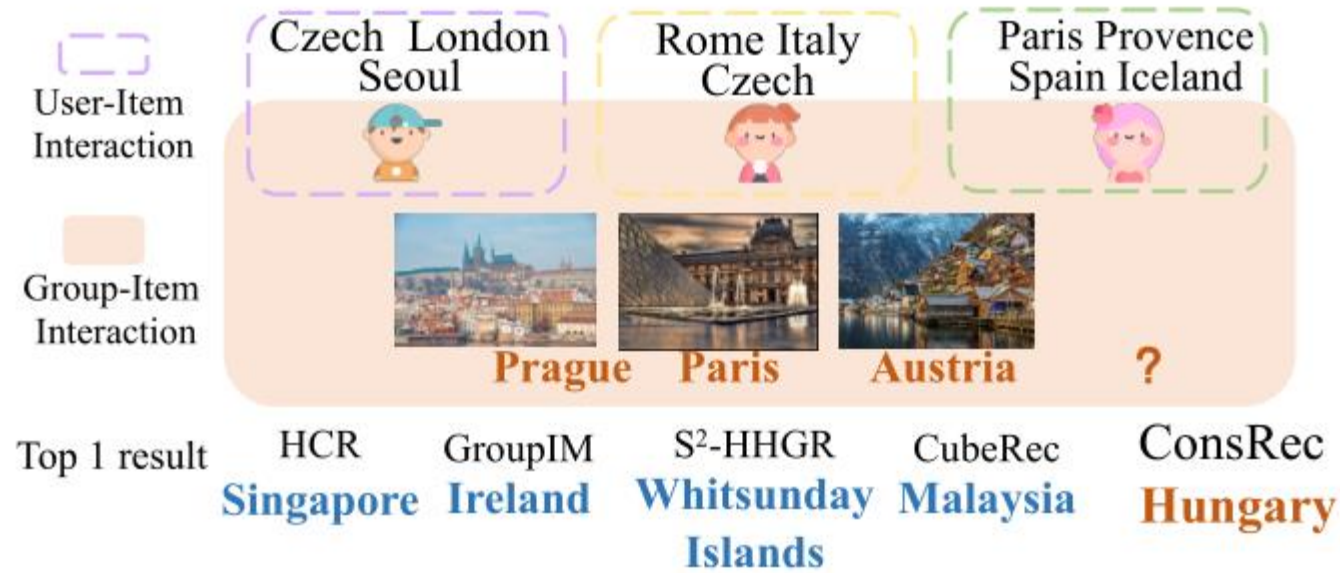 Czech London
Seoul
Rome Italy
Czech
Paris Provence
Spain Iceland
User-Item
Interaction
Group-Item
Interaction
Prague Paris Austria ?
Top 1 result
HCR GroupIM S²-HHGR CubeRec ConsRec
Singapore Ireland Whitsunday Malaysia Hungary
Islands